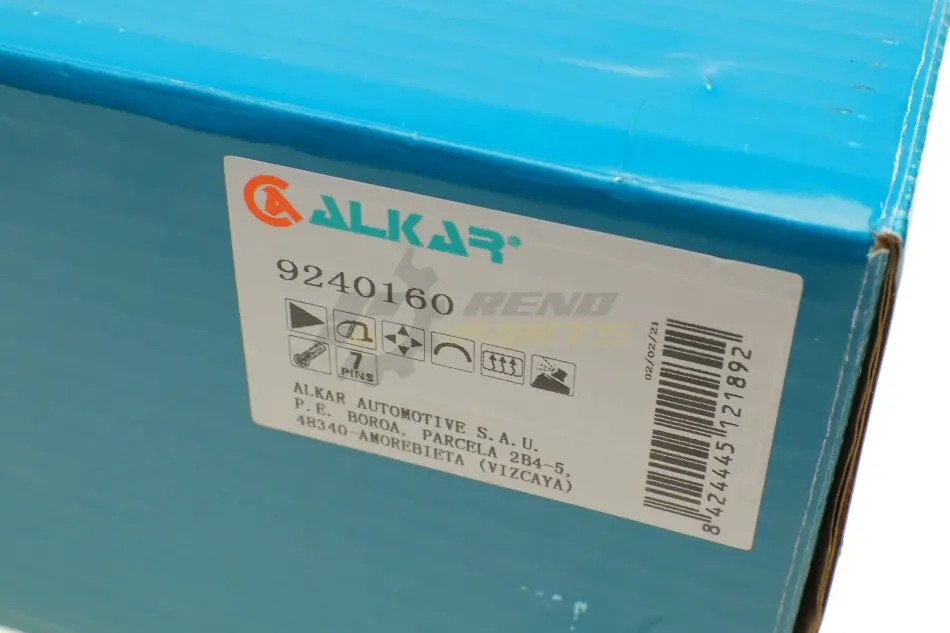 ALKAR®
9240160
RENO
PARTS
7
PINS
ALKAR AUTOMOTIVE S.A.U.
P.E. BOROA, PARCELA 2B4-5,
48340-AMOREBIETA (VIZCAYA)
02/02/21
8424445121892